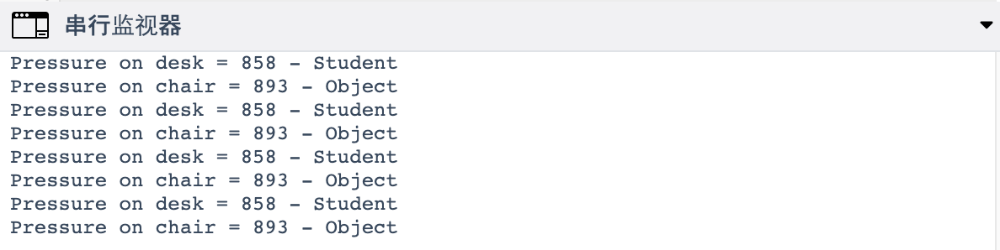 串行监视器
Pressure on desk = 858 - Student
Pressure on chair = 893 - Object
Pressure on desk = 858 - Student
Pressure on chair = 893 - Object
Pressure on desk = 858 - Student
Pressure on chair = 893 - Object
Pressure on desk = 858 - Student
Pressure on chair = 893 - Object